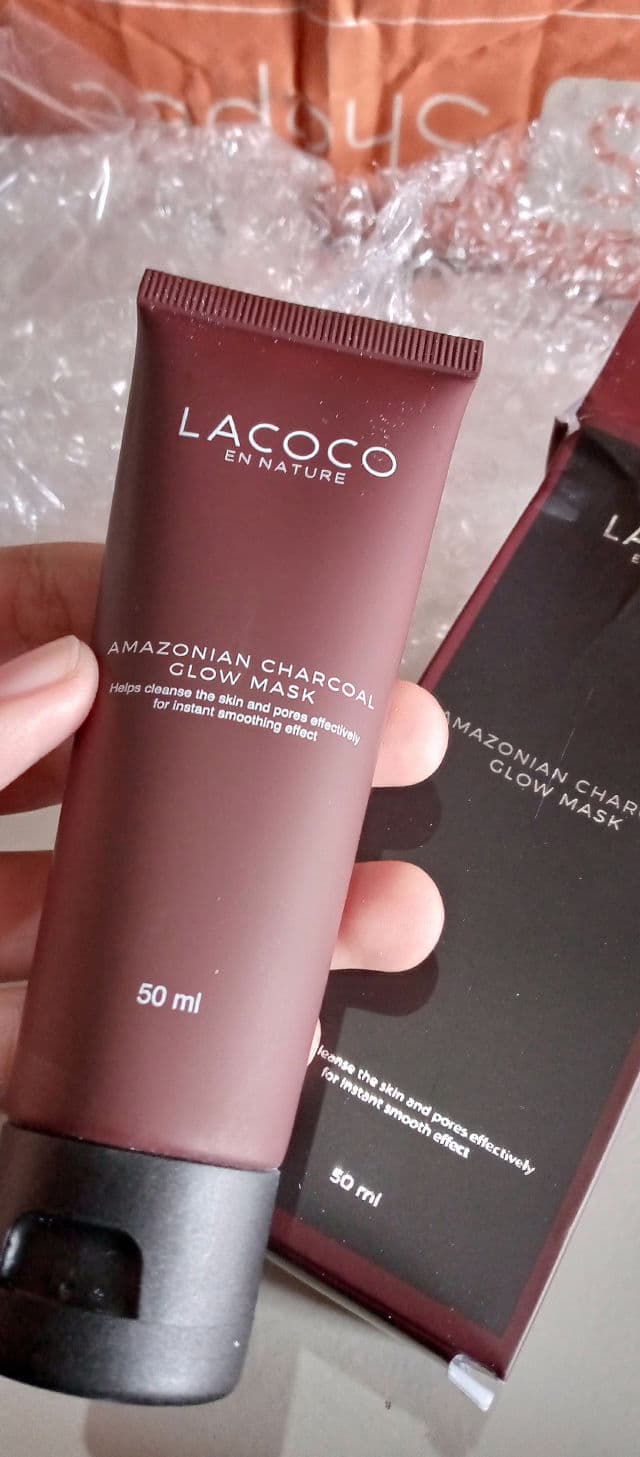 shopee
LACOCO
EN NATURE
AMAZONIAN CHARCOAL
GLOW MASK
Helps cleanse the skin and pores effectively
for instant smoothing effect
50 ml
AMAZONIAN CHAR
GLOW MASK
leanse the skin and pores effectively
for instant smooth effect
50 ml